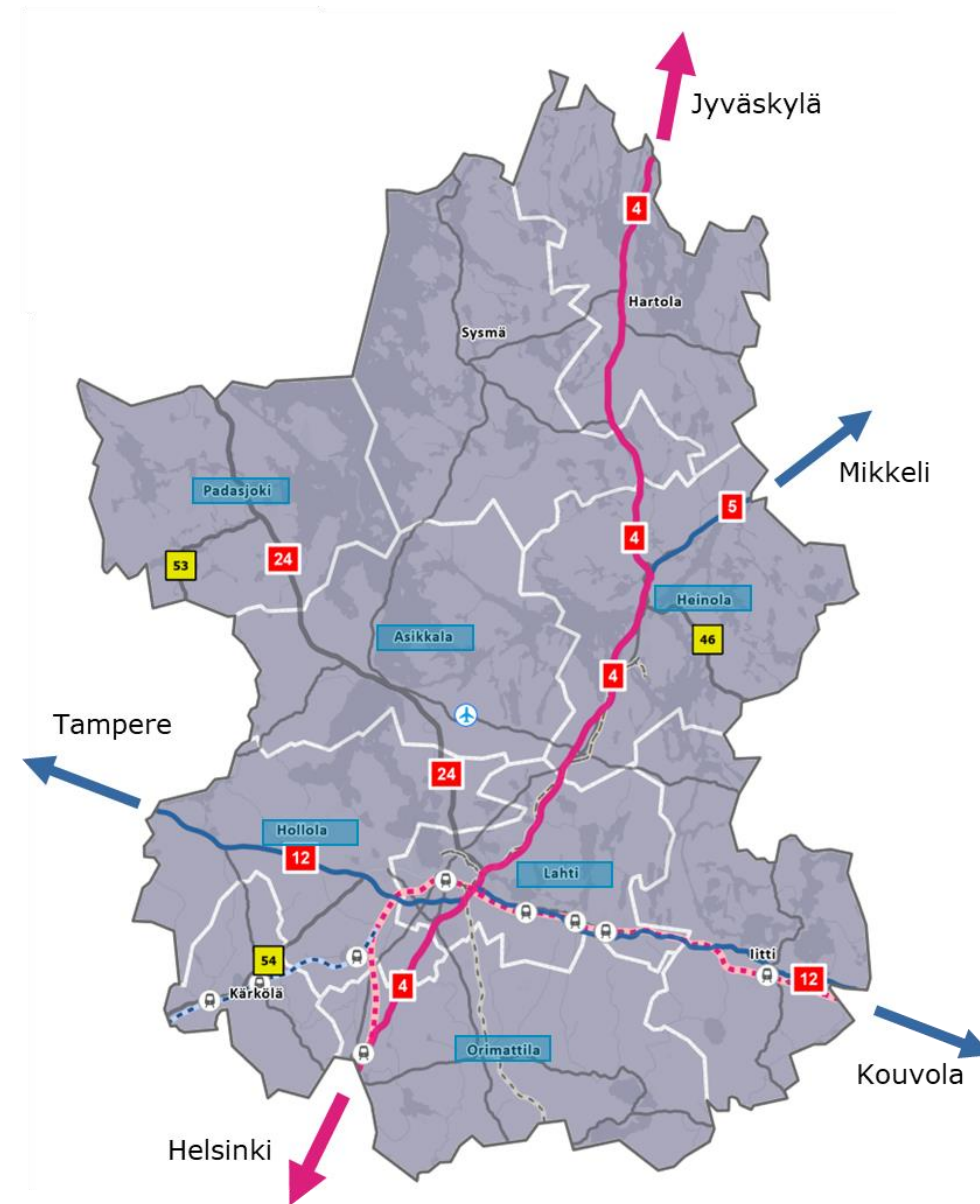 Jyväskylä
4
Hartola
Sysmä
Mikkeli
Padasjoki
5
4
24
53
Heinola
Asikkala
46
4
Tampere
24
Hollola
12
Lahti
Iitti
54
12
Kärkölä
4
Orimattila
Kouvola
Helsinki